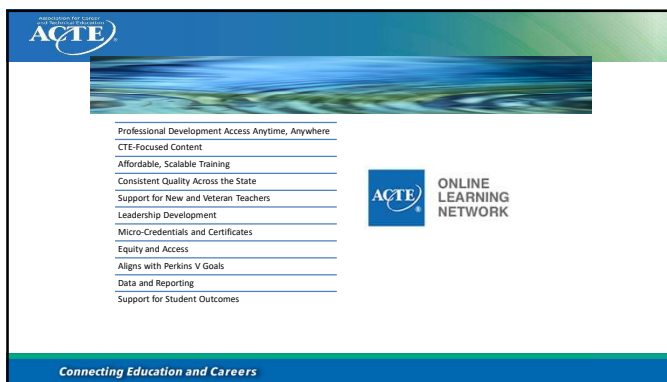 Association for Career
and Technical Education
ACTE®
Professional Development Access Anytime, Anywhere
CTE-Focused Content
Affordable, Scalable Training
Consistent Quality Across the State
Support for New and Veteran Teachers
Leadership Development
Micro-Credentials and Certificates
Equity and Access
Aligns with Perkins V Goals
Data and Reporting
Support for Student Outcomes
ACTE®
ONLINE
LEARNING
NETWORK
Connecting Education and Careers